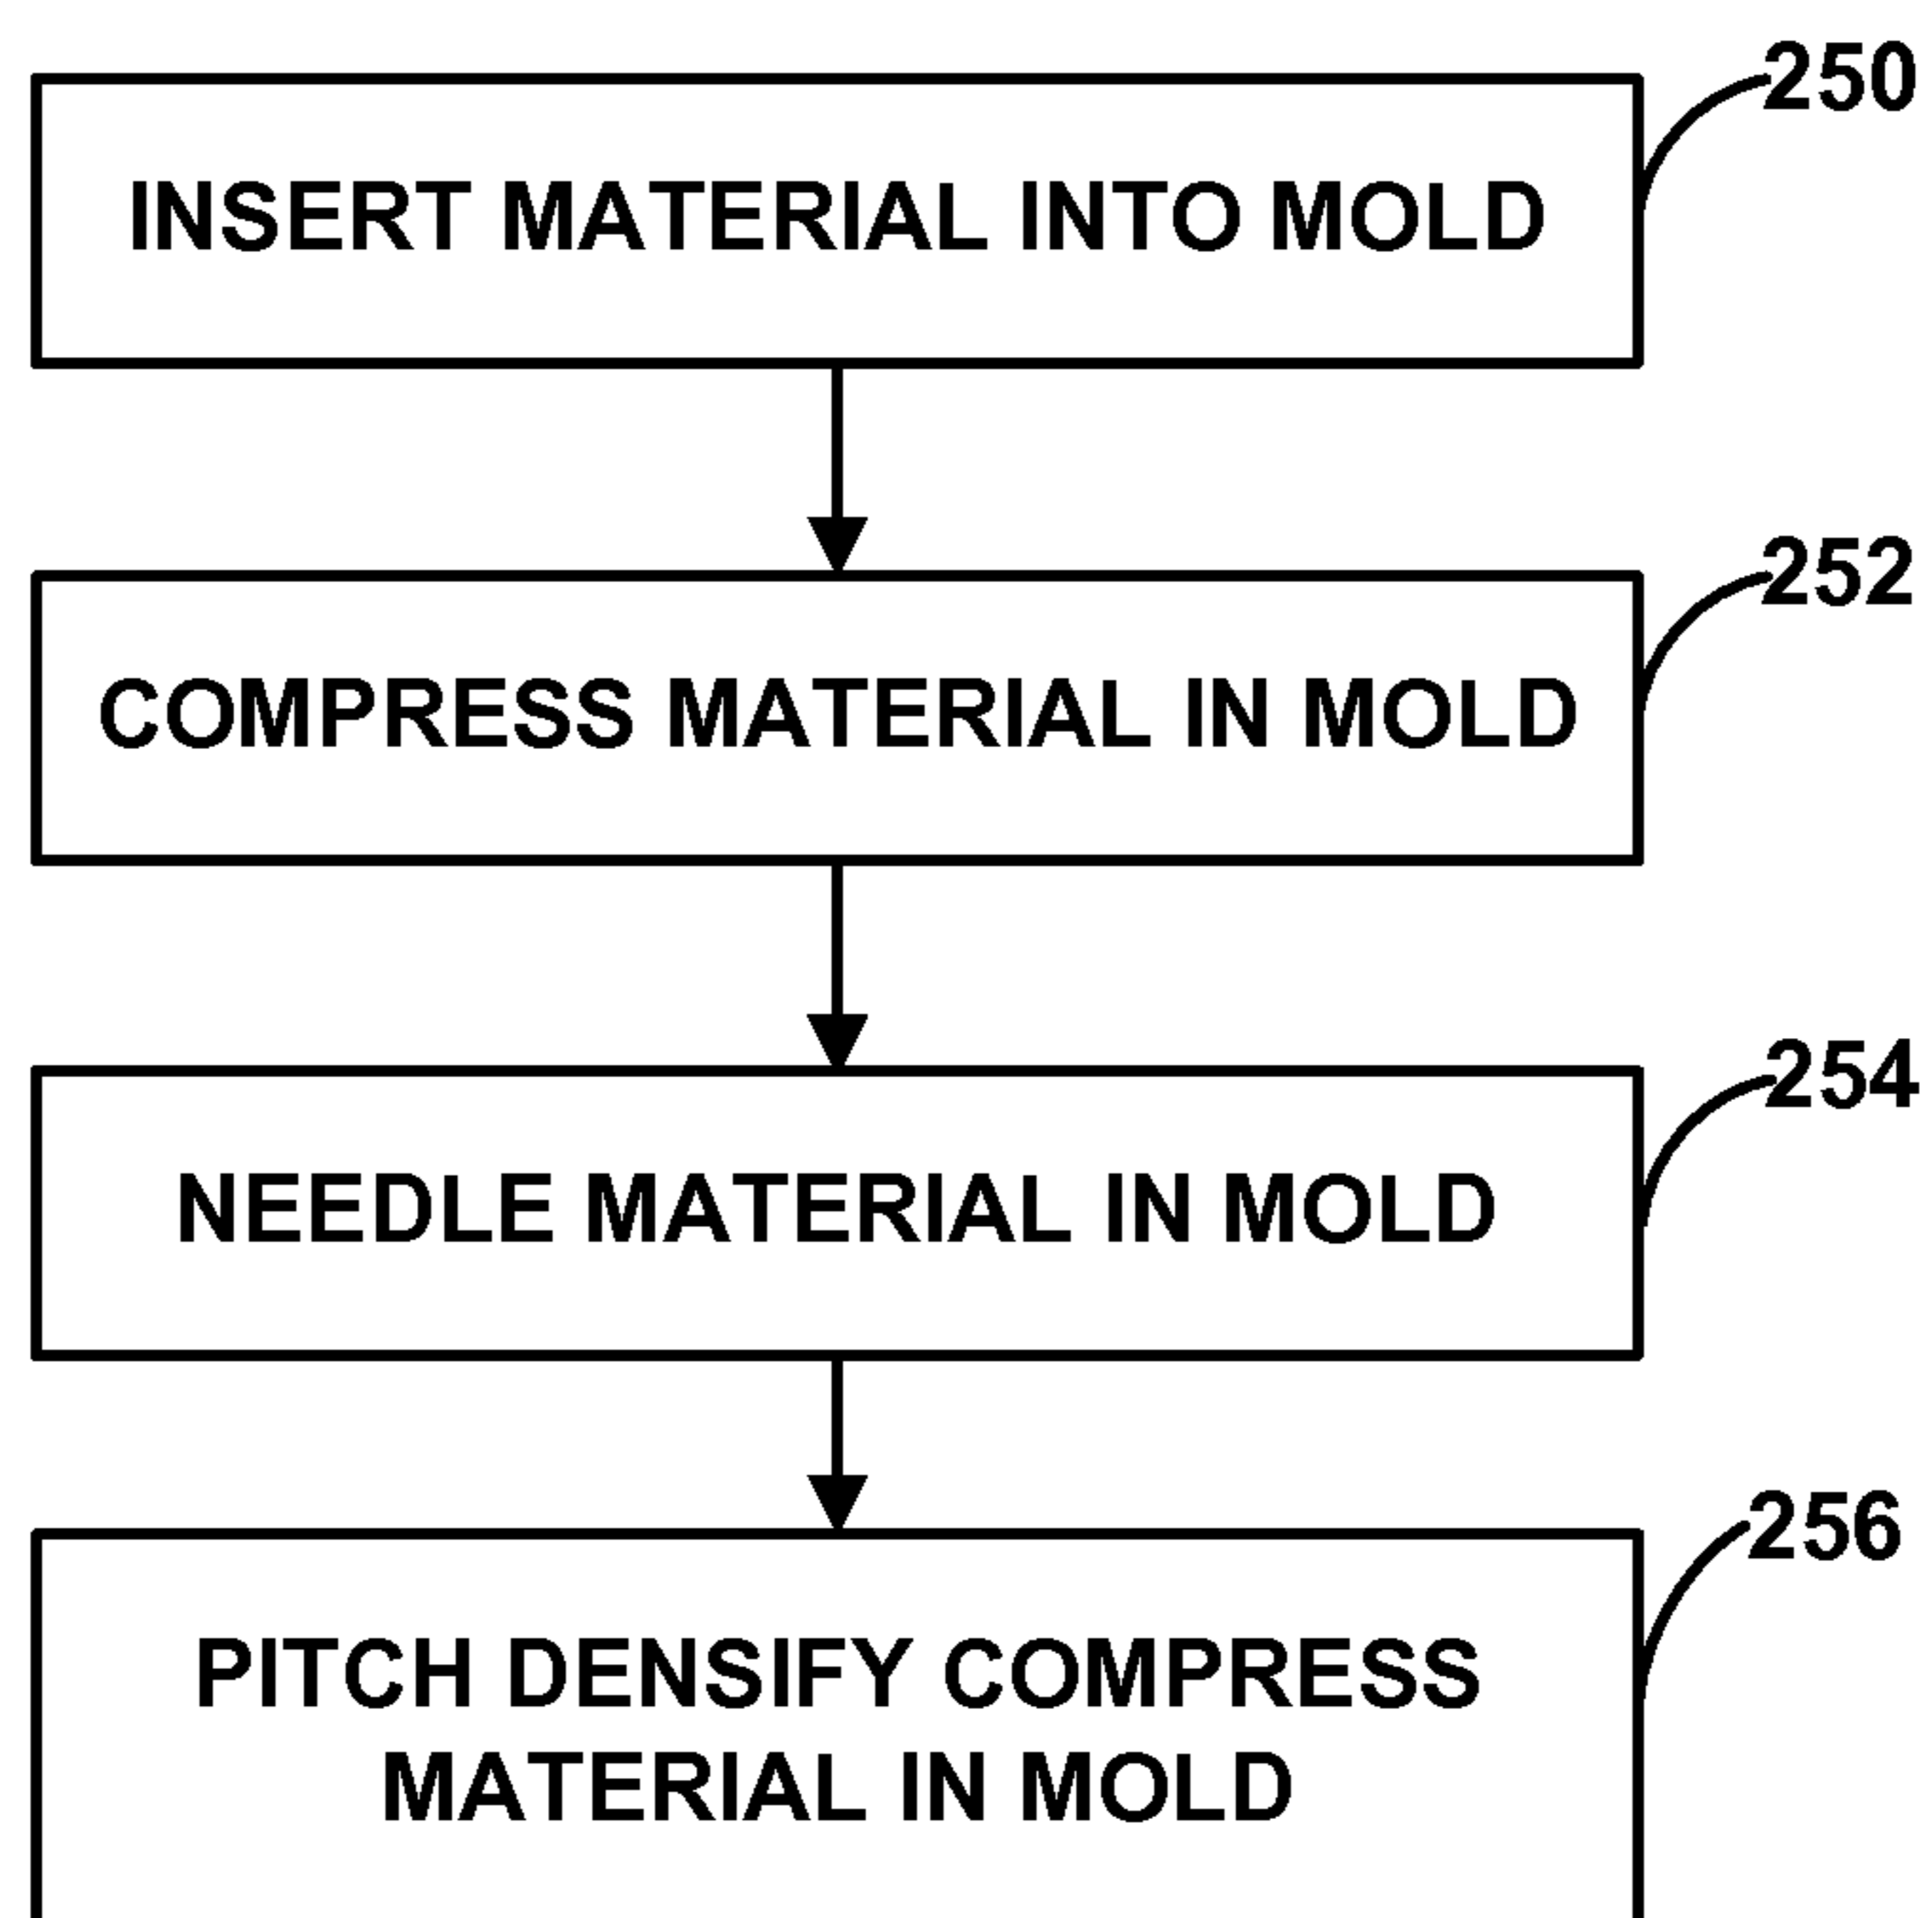 250
INSERT MATERIAL INTO MOLD
252
COMPRESS MATERIAL IN MOLD
254
NEEDLE MATERIAL IN MOLD
256
PITCH DENSIFY COMPRESS
MATERIAL IN MOLD